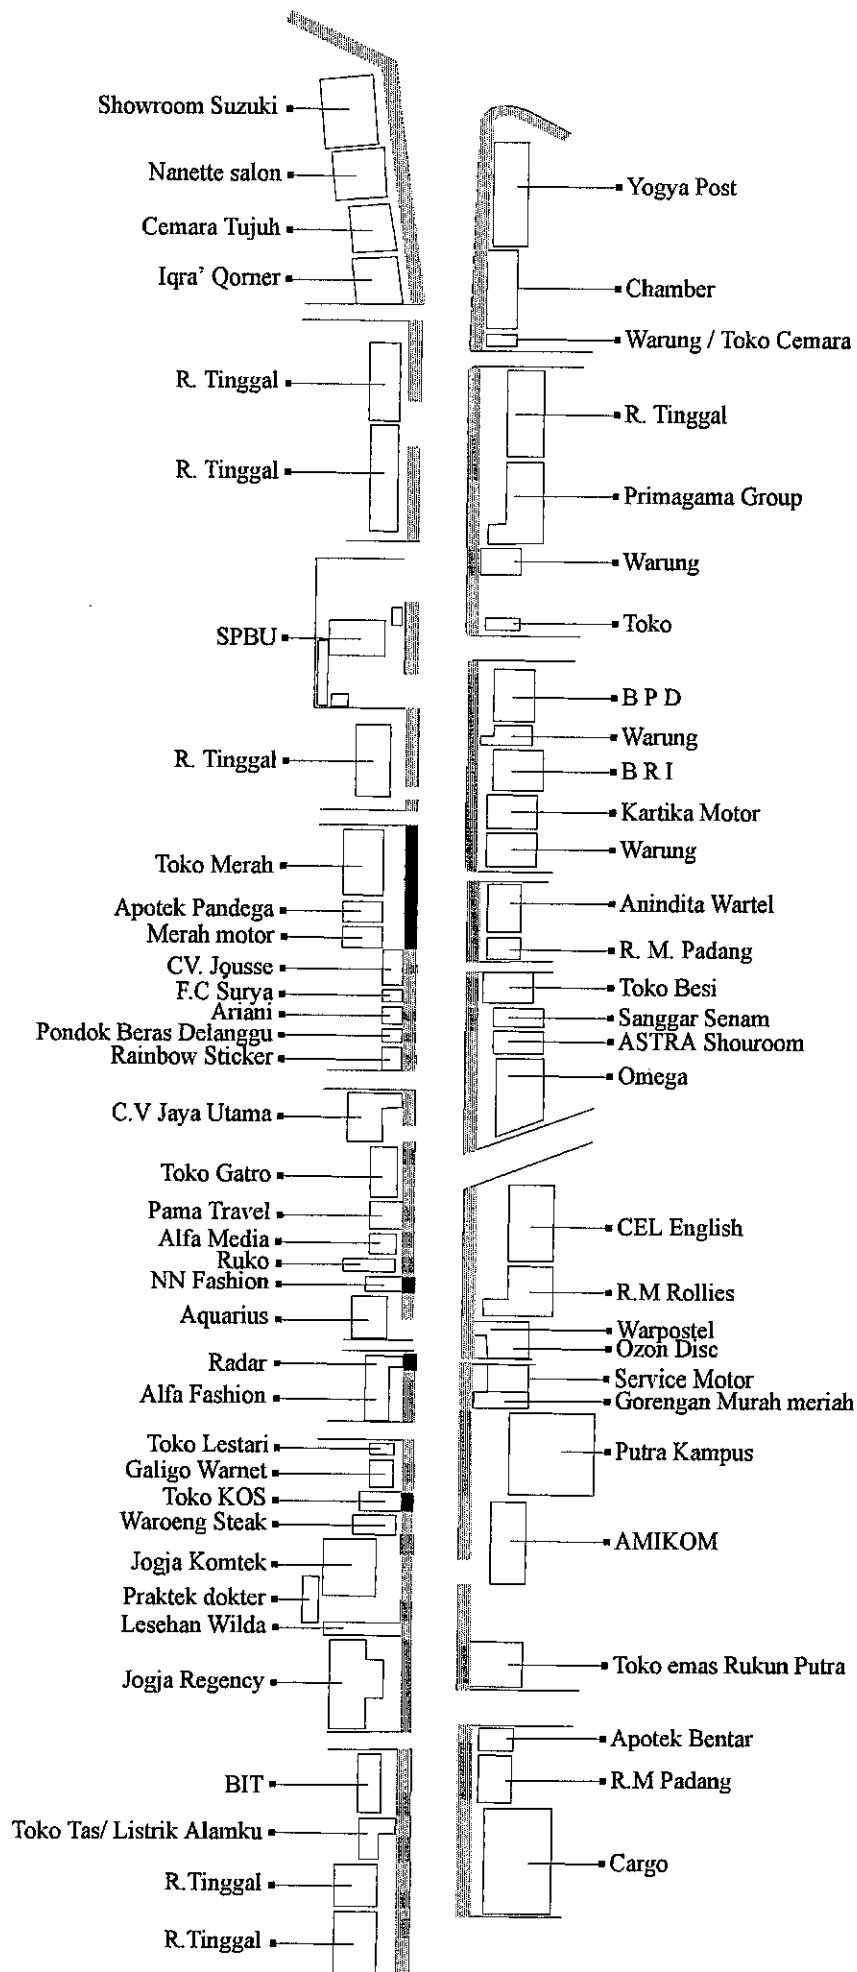 Showroom Suzuki
Nanette salon
Cemara Tujuh
Iqra' Qorner
R. Tinggal
R. Tinggal
SPBU
R. Tinggal
Toko Merah
Apotek Pandega
Merah motor
CV. Jousse
F.C Surya
Ariani
Pondok Beras Delanggu
Rainbow Sticker
C.V Jaya Utama
Toko Gatro
Pama Travel
Alfa Media
Ruko
NN Fashion
Aquarius
Radar
Alfa Fashion
Toko Lestari
Galigo Warnet
Toko KOS
Waroeng Steak
Jogja Komtek
Praktek dokter
Lesehan Wilda
Jogja Regency
BIT
Toko Tas/ Listrik Alamku
R.Tinggal
R.Tinggal
Yogya Post
Chamber
Warung / Toko Cemara
R. Tinggal
Primagama Group
Warung
Toko
B P D
Warung
B R I
Kartika Motor
Warung
Anindita Wartel
R. M. Padang
Toko Besi
Sanggar Senam
ASTRA Shouroom
Omega
CEL English
R.M Rollies
Warpostel
Ozon Disc
Service Motor
Gorengan Murah meriah
Putra Kampus
AMIKOM
Toko emas Rukun Putra
Apotek Bentar
R.M Padang
Cargo